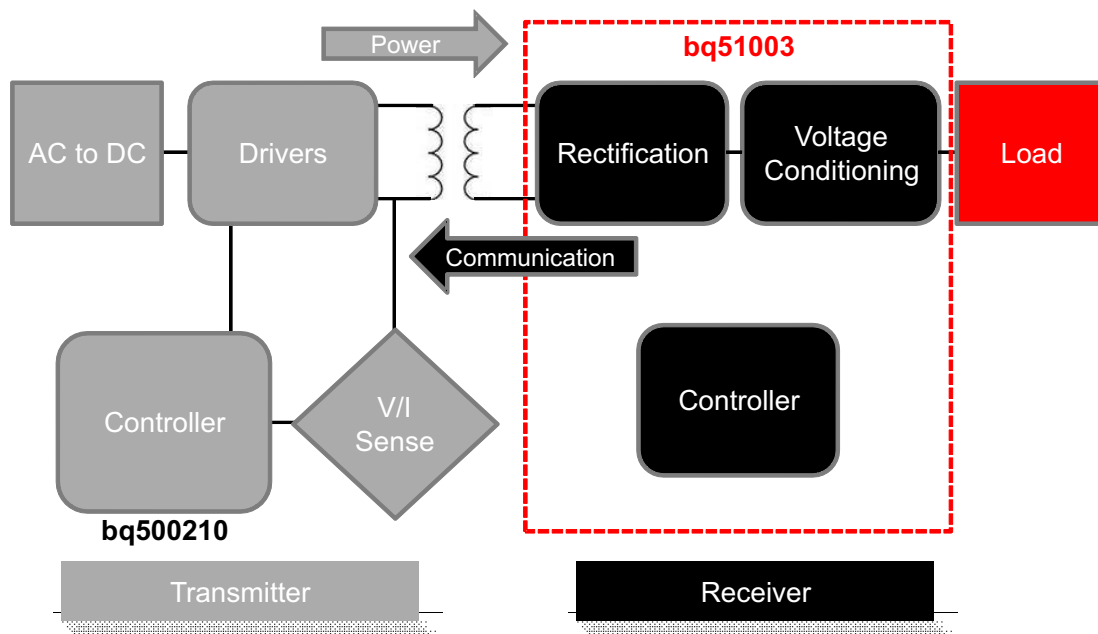 Power
bq51003
AC to DC
Drivers
Rectification
Voltage
Conditioning
Load
Communication
Controller
V/I
Sense
Controller
bq500210
Transmitter
Receiver